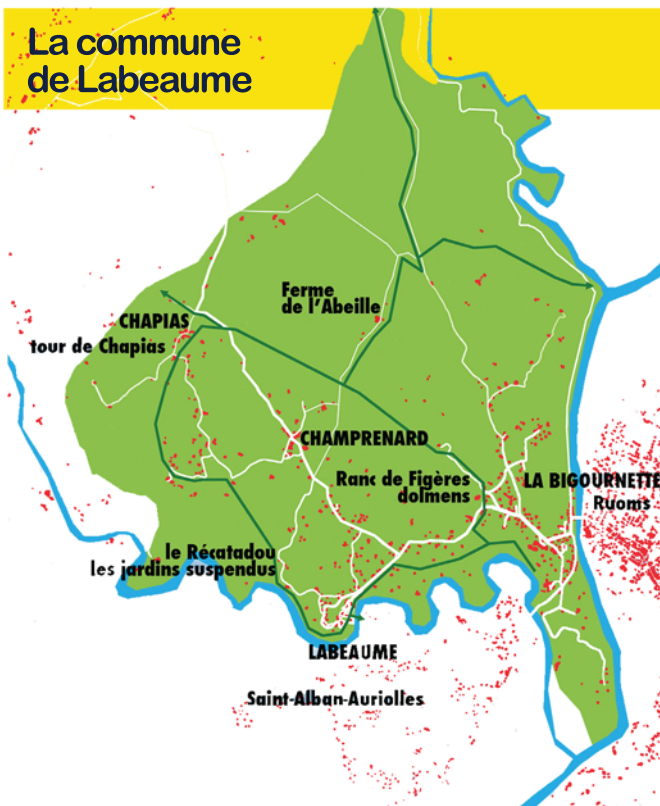 La commune
de Labeaume
Ferme
de l'Abeille
CHAPIAS
tour de Chapias
CHAMPRENARD
Ranc de Figères
dolmens
LA BIGOURNETTE
Ruoms
le Récatadou
les jardins suspendus
LABEAUME
Saint-Alban-Auriolles